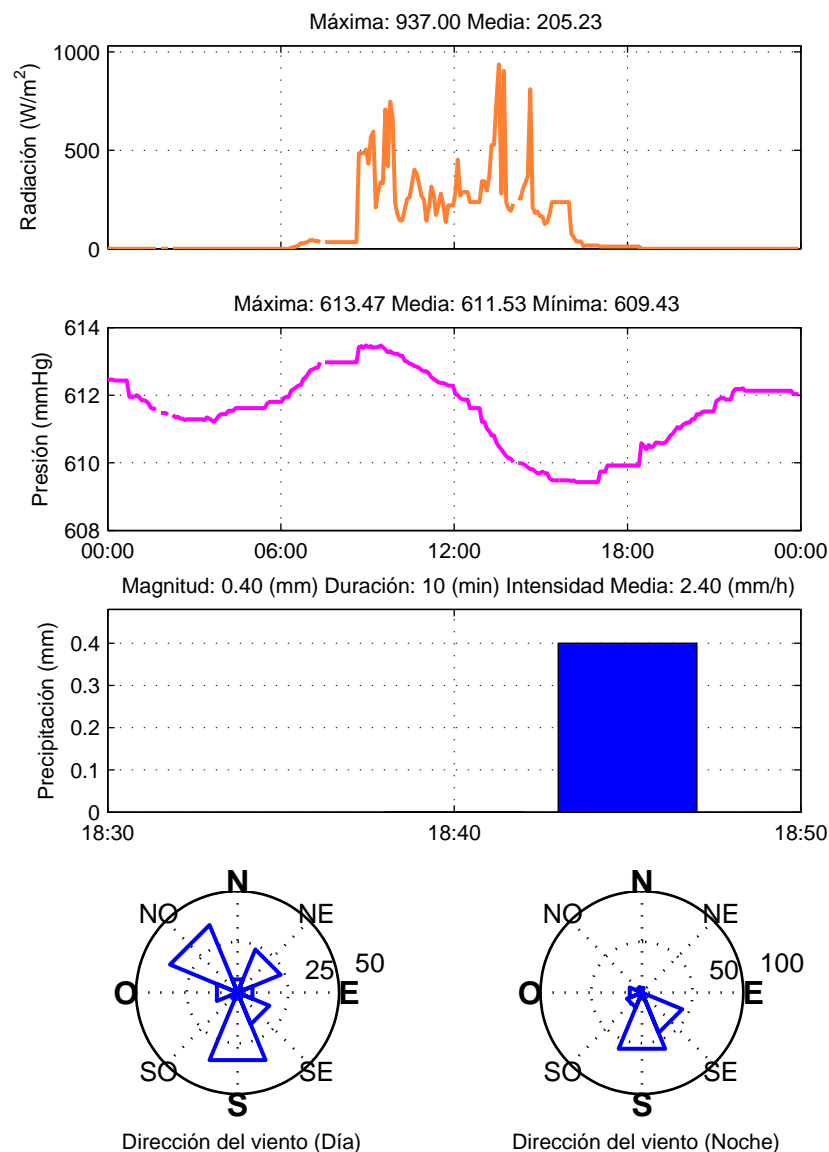 Máxima: 937.00 Media: 205.23
1000
500
0
Radiación (W/m²)
Máxima: 613.47 Media: 611.53 Mínima: 609.43
614
612
610
608
Presión (mmHg)
00:00 06:00 12:00 18:00 00:00
Magnitud: 0.40 (mm) Duración: 10 (min) Intensidad Media: 2.40 (mm/h)
0.4
0.3
0.2
0.1
0
Precipitación (mm)
18:30 18:40 18:50
N
NO NE
25 50
O E
SO SE
S
Dirección del viento (Día)
N
NO NE
50 100
O E
SO SE
S
Dirección del viento (Noche)